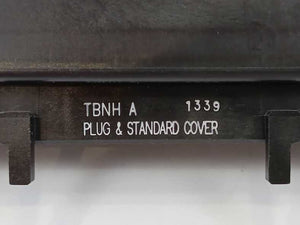 TBNH A 1339
PLUG & STANDARD COVER